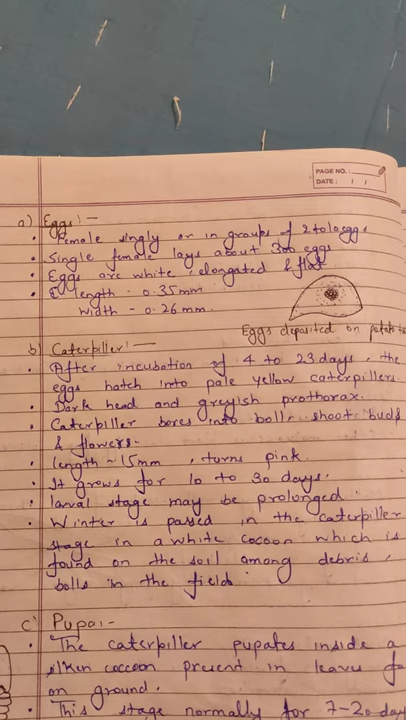 PAGE NO.:
DATE: / /
a) Eggs :-
• Female singly or in groups of 2 to 10 eggs
• Single female lays about 300 eggs
• Eggs are white, elongated & flat
• length - 0.35mm
Width - 0.26mm.
Eggs deposited on
b) Caterpiller :-
• After incubation of 4 to 23 days, the
eggs hatch into pale yellow caterpillers
• Dark head and greyish prothorax.
• Caterpiller bores into bolls shoot buds
& flowers.
• length ~ 15mm, turns pink.
• It grows for 10 to 30 days.
• larval stage may be prolonged.
• Winter is passed in the caterpiller
stage in a white cocoon which is
found on the soil among debris,
bolls in the field.
c) Pupa :-
• The caterpiller pupates inside a
silken coccoon present in leaves
on ground.
• This stage normally for 7-20 day